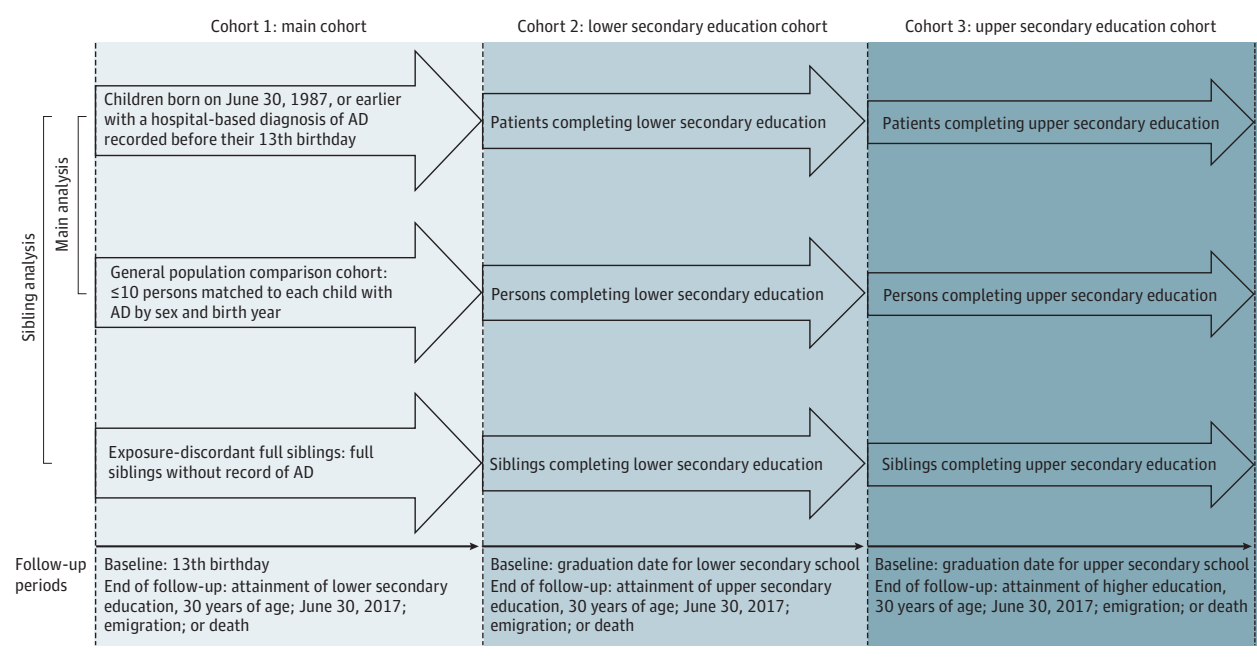 Cohort 1: main cohort
Cohort 2: lower secondary education cohort
Cohort 3: upper secondary education cohort
Sibling analysis
Main analysis
Children born on June 30, 1987, or earlier
with a hospital-based diagnosis of AD
recorded before their 13th birthday
Patients completing lower secondary education
Patients completing upper secondary education
General population comparison cohort:
≤10 persons matched to each child with
AD by sex and birth year
Persons completing lower secondary education
Persons completing upper secondary education
Exposure-discordant full siblings: full
siblings without record of AD
Siblings completing lower secondary education
Siblings completing upper secondary education
Follow-up
periods
Baseline: 13th birthday
End of follow-up: attainment of lower secondary
education, 30 years of age; June 30, 2017;
emigration; or death
Baseline: graduation date for lower secondary school
End of follow-up: attainment of upper secondary
education, 30 years of age; June 30, 2017;
emigration; or death
Baseline: graduation date for upper secondary school
End of follow-up: attainment of higher education,
30 years of age; June 30, 2017; emigration; or death